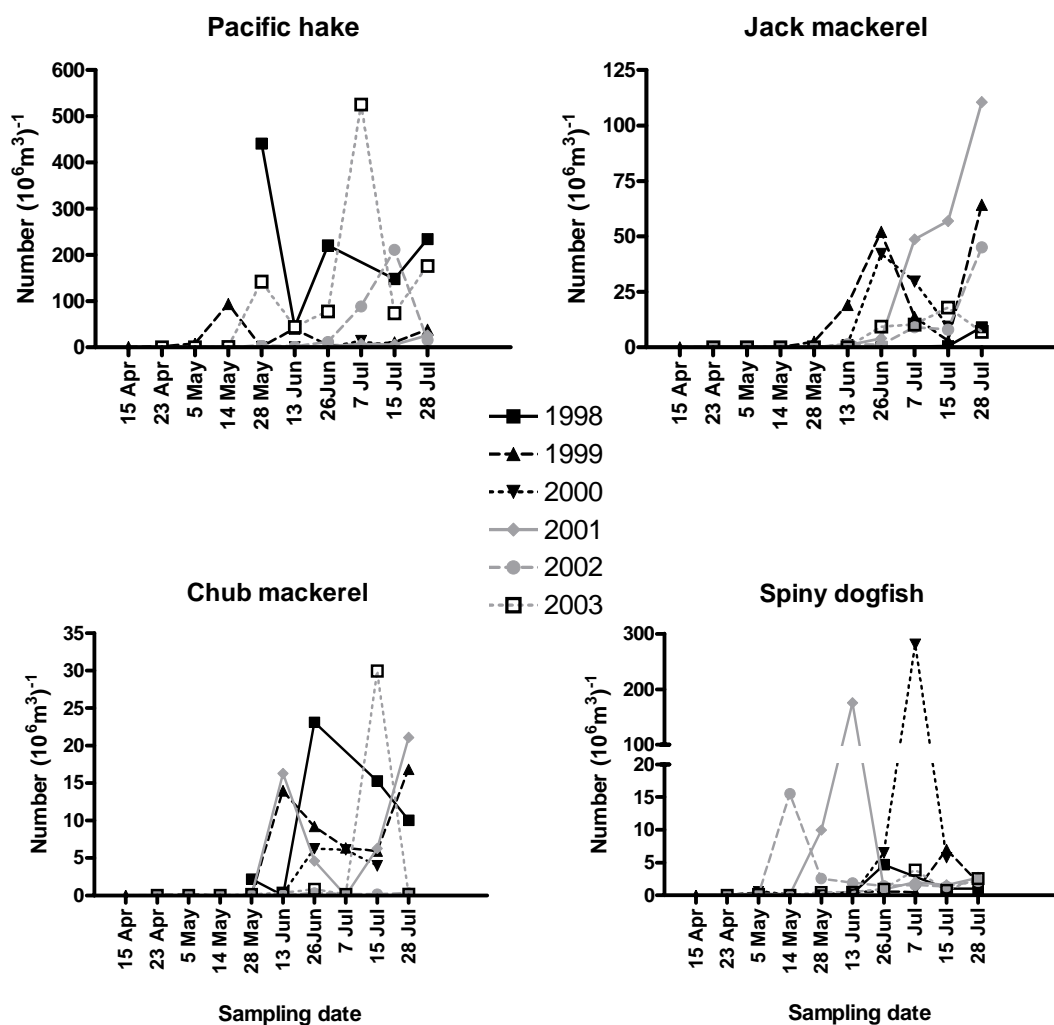 Pacific hake
Number (10⁶m³)⁻¹
600
500
400
300
200
100
0
15 Apr
23 Apr
5 May
14 May
28 May
13 Jun
26Jun
7 Jul
15 Jul
28 Jul
Jack mackerel
Number (10⁶m³)⁻¹
125
100
75
50
25
0
15 Apr
23 Apr
5 May
14 May
28 May
13 Jun
26Jun
7 Jul
15 Jul
28 Jul
1998
1999
2000
2001
2002
2003
Chub mackerel
Number (10⁶m³)⁻¹
35
30
25
20
15
10
5
0
15 Apr
23 Apr
5 May
14 May
28 May
13 Jun
26Jun
7 Jul
15 Jul
28 Jul
Sampling date
Spiny dogfish
Number (10⁶m³)⁻¹
300
200
100
20
15
10
5
0
15 Apr
23 Apr
5 May
14 May
28 May
13 Jun
26 Jun
7 Jul
15 Jul
28 Jul
Sampling date